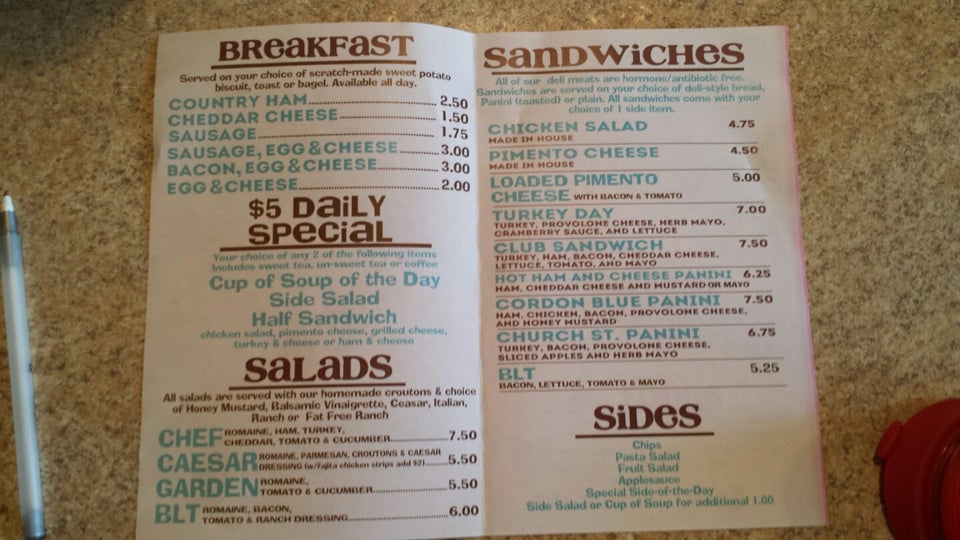 BREAKFAST
Served on your choice of scratch-made sweet potato
biscuit, toast or bagel. Available all day.
COUNTRY HAM 2.50
CHEDDAR CHEESE 1.50
SAUSAGE 1.75
SAUSAGE, EGG & CHEESE 3.00
BACON, EGG & CHEESE 3.00
EGG & CHEESE 2.00
$5 DAILY
SPECIAL
Your choice of any 2 of the following items
Includes sweet tea, un-sweet tea or coffee
Cup of Soup of the Day
Side Salad
Half Sandwich
chicken salad, pimento cheese, grilled cheese,
turkey & cheese or ham & cheese
SALADS
All salads are served with our homemade croutons & choice
of Honey Mustard, Balsamic Vinaigrette, Ceasar, Italian,
Ranch or Fat Free Ranch
CHEF ROMAINE, HAM, TURKEY,
CHEDDAR, TOMATO & CUCUMBER 7.50
CAESAR ROMAINE, PARMESAN, CROUTONS & CAESAR
DRESSING (w/fajita chicken strips add $2) 5.50
GARDEN ROMAINE,
TOMATO & CUCUMBER 5.50
BLT ROMAINE, BACON,
TOMATO & RANCH DRESSING 6.00
SANDWICHES
All of our deli meats are hormone/antibiotic free.
Sandwiches are served on your choice of deli-style bread,
Panini (toasted) or plain. All sandwiches come with your
choice of 1 side item.
CHICKEN SALAD 4.75
MADE IN-HOUSE
PIMENTO CHEESE 4.50
MADE IN-HOUSE
LOADED PIMENTO 5.00
CHEESE WITH BACON & TOMATO
TURKEY DAY 7.00
TURKEY, PROVOLONE CHEESE, HERB MAYO,
CRANBERRY SAUCE, AND LETTUCE
CLUB SANDWICH 7.50
TURKEY, HAM, BACON, CHEDDAR CHEESE,
LETTUCE, TOMATO, AND MAYO
HOT HAM AND CHEESE PANINI 6.25
HAM, CHEDDAR CHEESE AND MUSTARD OR MAYO
CORDON BLUE PANINI 7.50
HAM, CHICKEN, BACON, PROVOLONE CHEESE,
AND HONEY MUSTARD
CHURCH ST. PANINI 6.75
TURKEY, BACON, PROVOLONE CHEESE,
SLICED APPLES AND HERB MAYO
BLT 5.25
BACON, LETTUCE, TOMATO & MAYO
SIDES
Chips
Pasta Salad
Fruit Salad
Applesauce
Special Side-of-the-Day
Side Salad or Cup of Soup for additional 1.00